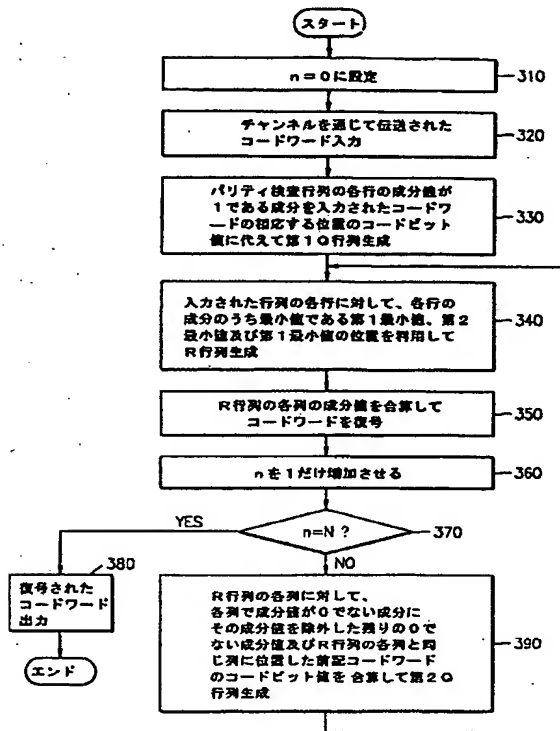 スタート
n=0に設定
310
チャンネルを通じて伝送された
コードワード入力
320
パリティ検査行列の各行の成分値が
1である成分を入力されたコードワ
ードの相応する位置のコードビット
値に代えて第1Q行列生成
330
入力された行列の各行に対して、各行の
成分のうち最小値である第1最小値、第2
最小値及び第1最小値の位置を利用して
R行列生成
340
R行列の各列の成分値を合算して
コードワードを復号
350
nを1だけ増加させる
360
n=N ?
370
YES
NO
380
復号された
コードワード
出力
エンド
R行列の各列に対して、
各列で成分値が0でない成分に
その成分値を除外した残りの0で
ない成分値及びR行列の各列と同
じ列に位置した前記コードワード
のコードビット値を合算して第2Q
行列生成
390